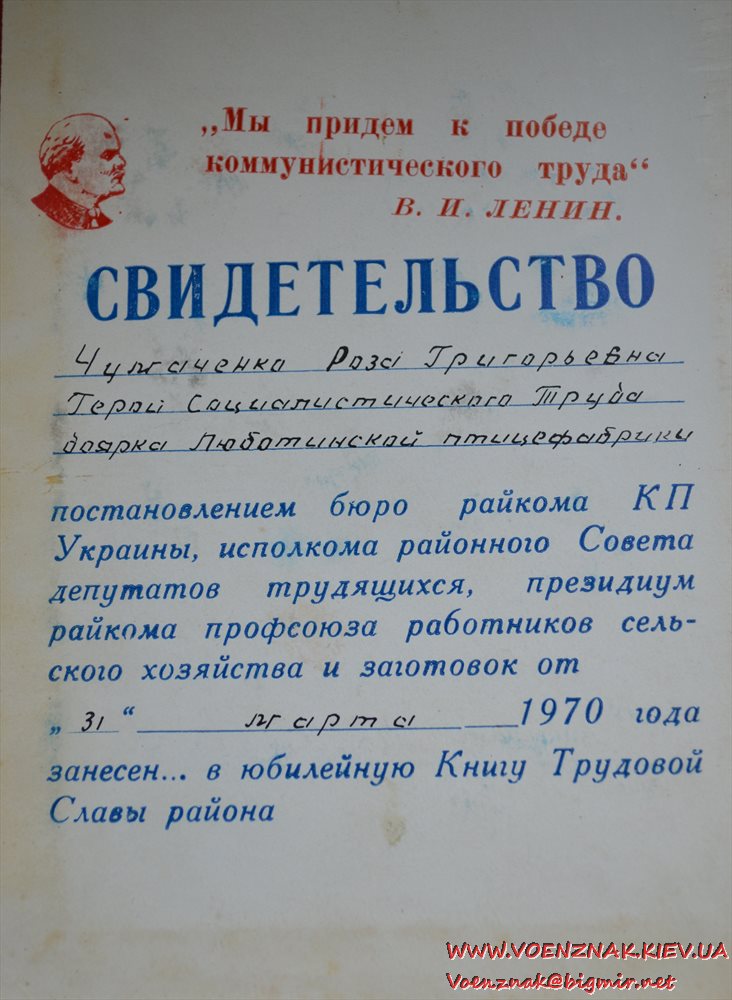 „Мы придем к победе
коммунистического труда“
В. И. ЛЕНИН.
СВИДЕТЕЛЬСТВО
Чумаченко Роза Григорьевна
Герой Социалистического Труда
доярка Люботинской птицефабрики
постановлением бюро райкома КП
Украины, исполкома районного Совета
депутатов трудящихся, президиум
райкома профсоюза работников сель-
ского хозяйства и заготовок от
„ 31 “ марта 1970 года
занесен... в юбилейную Книгу Трудовой
Славы района
WWW.VOENZNAK.KIEV.UA
Voenznak@bigmir.net